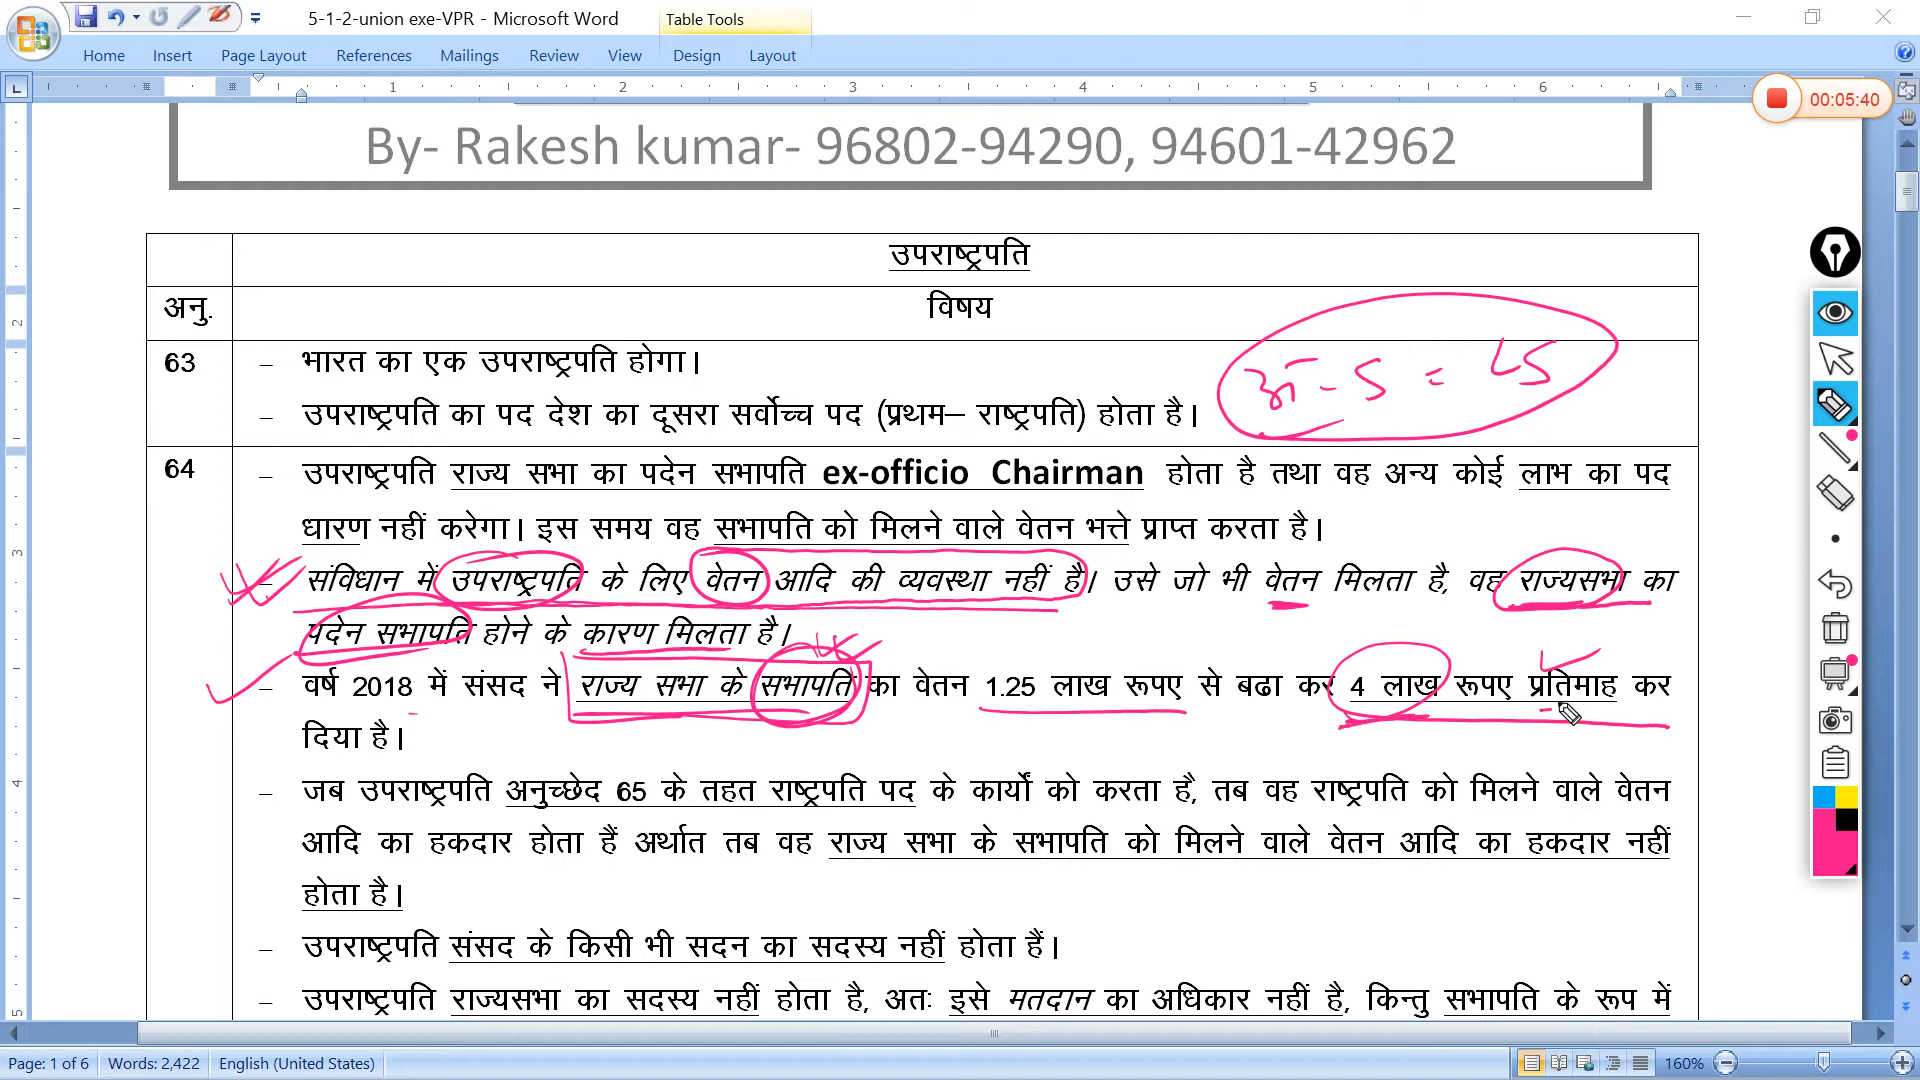 5-1-2-union exe-VPR - Microsoft Word
Table Tools
Home Insert Page Layout References Mailings Review View Design Layout
1 2 3 4 5 6
00:05:40
By- Rakesh kumar- 96802-94290, 94601-42962
उपराष्ट्रपति
अनु. विषय
63 – भारत का एक उपराष्ट्रपति होगा।
– उपराष्ट्रपति का पद देश का दूसरा सर्वोच्च पद (प्रथम– राष्ट्रपति) होता है।
64 – उपराष्ट्रपति राज्य सभा का पदेन सभापति ex-officio Chairman होता है तथा वह अन्य कोई लाभ का पद
धारण नहीं करेगा। इस समय वह सभापति को मिलने वाले वेतन भत्ते प्राप्त करता है।
– संविधान में उपराष्ट्रपति के लिए वेतन आदि की व्यवस्था नहीं है। उसे जो भी वेतन मिलता है, वह राज्यसभा का
पदेन सभापति होने के कारण मिलता है।
– वर्ष 2018 में संसद ने राज्य सभा के सभापति का वेतन 1.25 लाख रूपए से बढा कर 4 लाख रूपए प्रतिमाह कर
दिया है।
– जब उपराष्ट्रपति अनुच्छेद 65 के तहत राष्ट्रपति पद के कार्यों को करता है, तब वह राष्ट्रपति को मिलने वाले वेतन
आदि का हकदार होता हैं अर्थात तब वह राज्य सभा के सभापति को मिलने वाले वेतन आदि का हकदार नहीं
होता है।
– उपराष्ट्रपति संसद के किसी भी सदन का सदस्य नहीं होता हैं।
– उपराष्ट्रपति राज्यसभा का सदस्य नहीं होता है, अतः इसे मतदान का अधिकार नहीं है, किन्तु सभापति के रूप में
Page: 1 of 6 Words: 2,422 English (United States) 160%